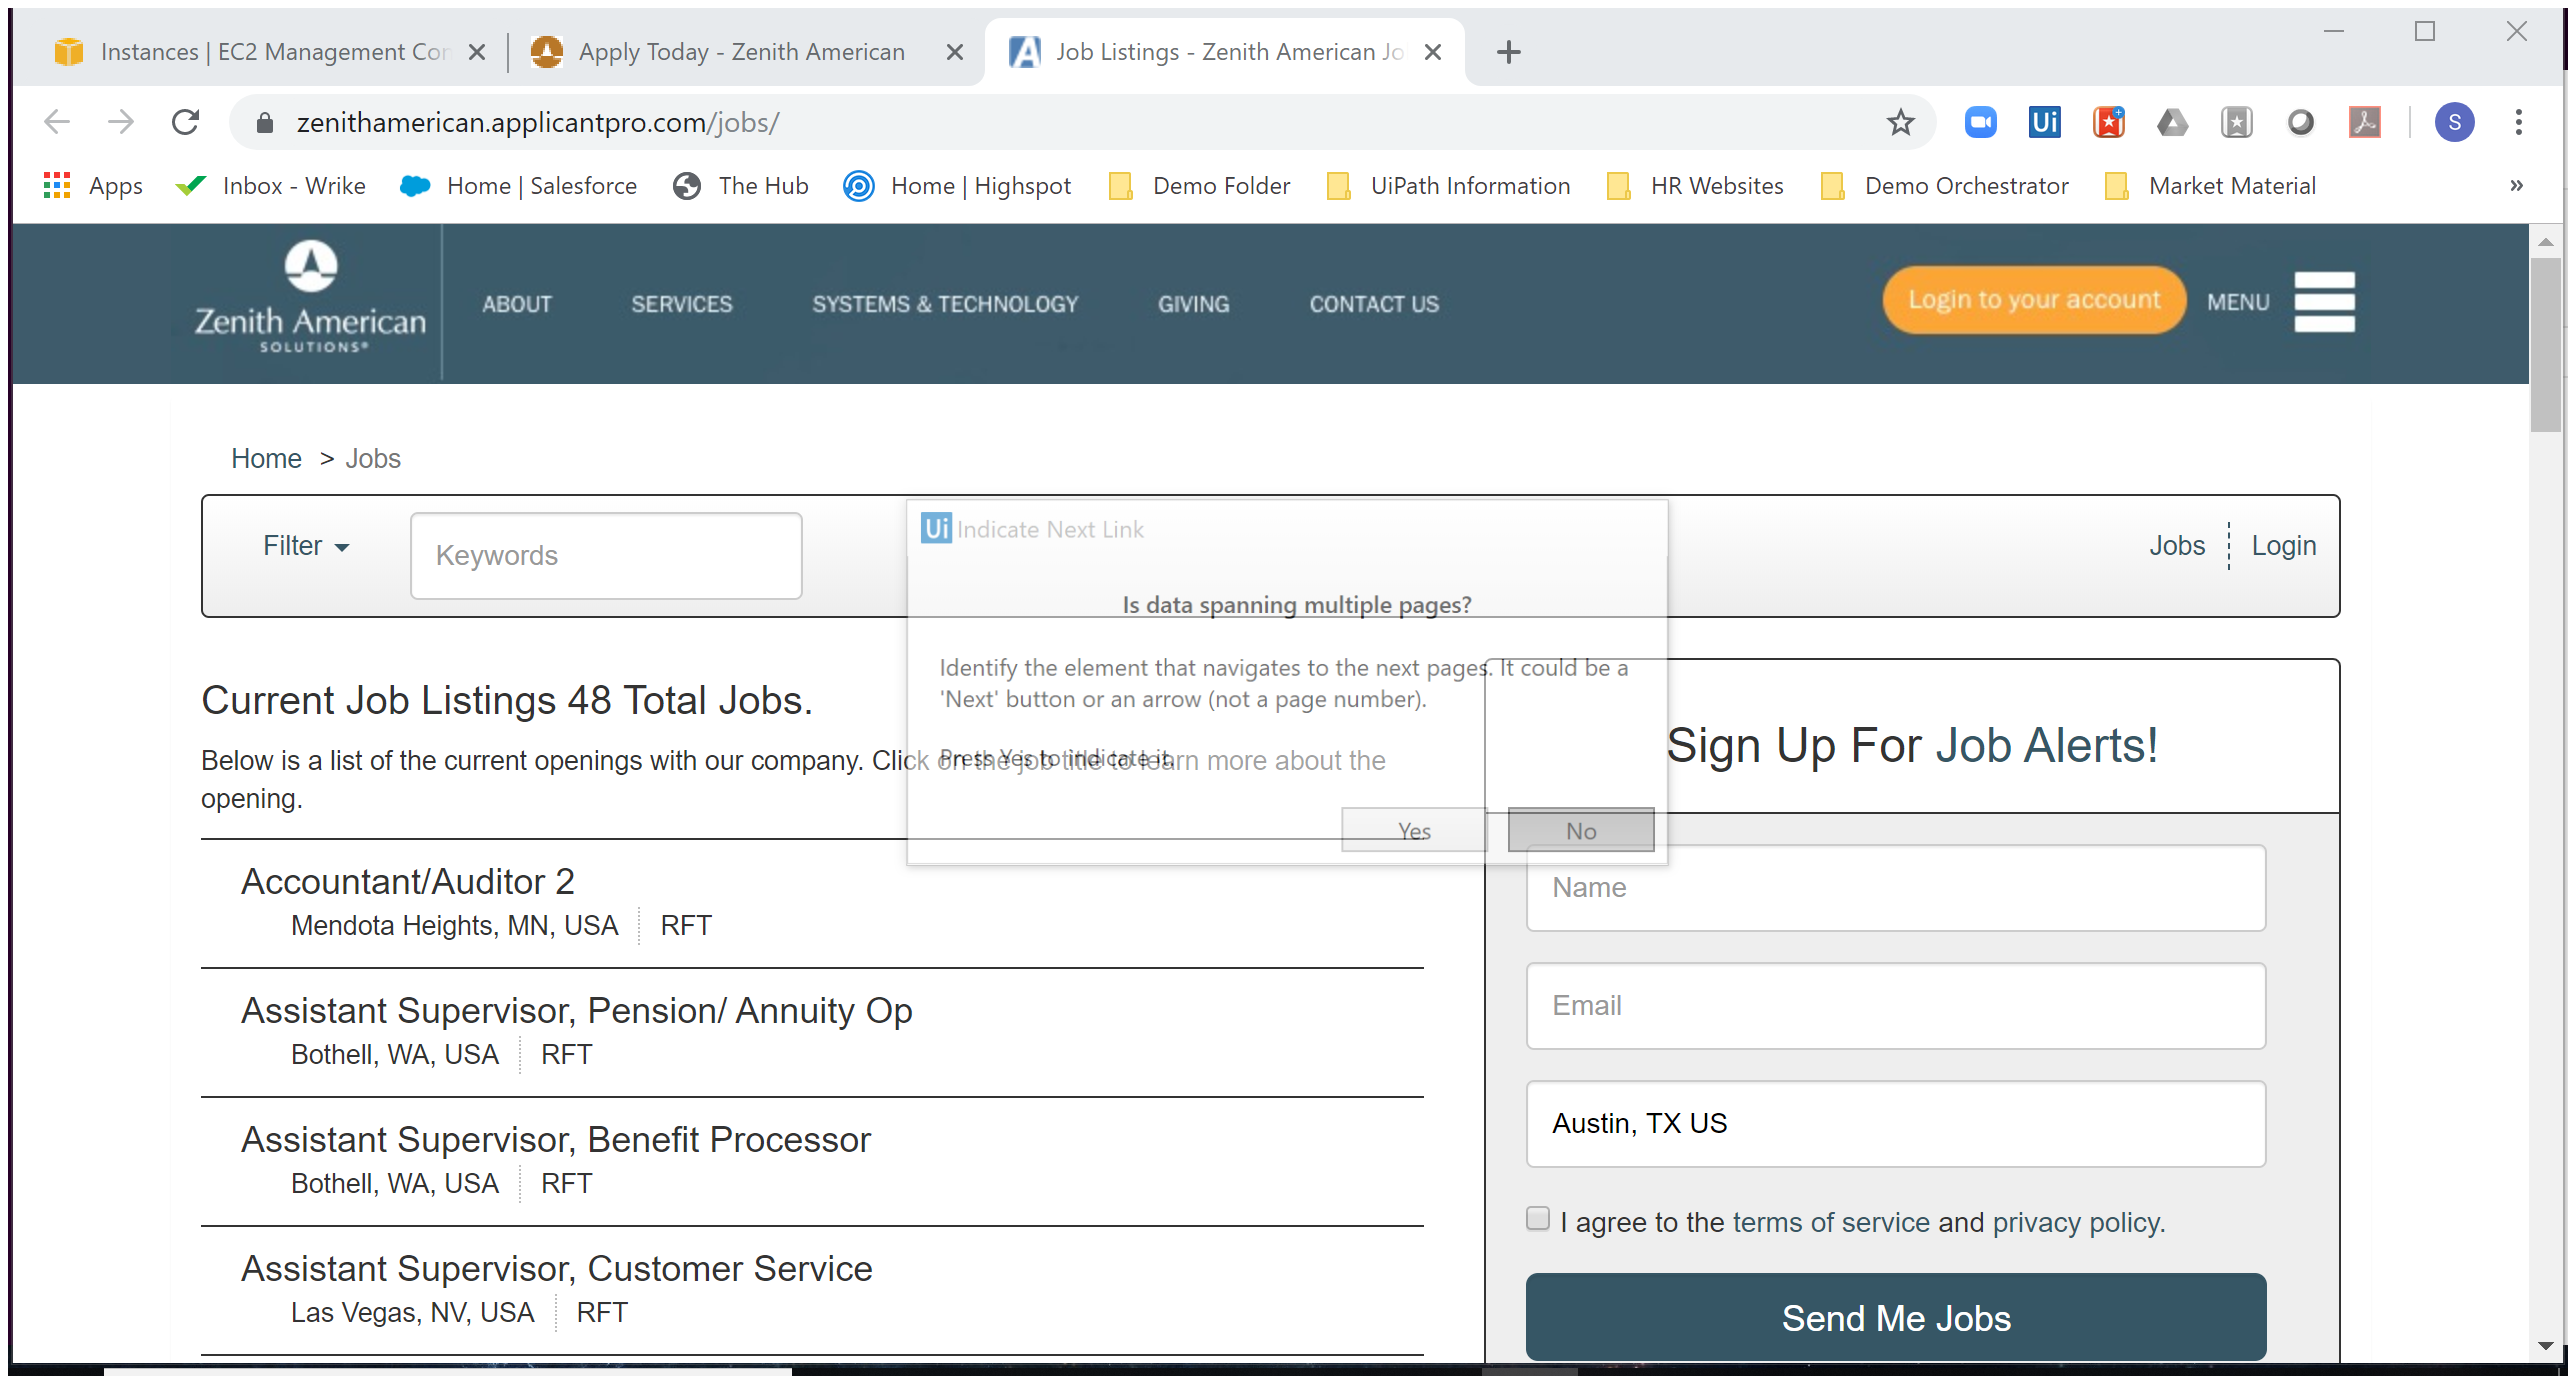 Instances | EC2 Management Con
Apply Today - Zenith American
Job Listings - Zenith American Jo
zenithamerican.applicantpro.com/jobs/
Ui
S
Apps
Inbox - Wrike
Home | Salesforce
The Hub
Home | Highspot
Demo Folder
UiPath Information
HR Websites
Demo Orchestrator
Market Material
»
Zenith American
SOLUTIONS®
ABOUT
SERVICES
SYSTEMS & TECHNOLOGY
GIVING
CONTACT US
Login to your account
MENU
Home > Jobs
Filter
Keywords
Jobs
Login
Ui Indicate Next Link
Is data spanning multiple pages?
Identify the element that navigates to the next pages. It could be a
'Next' button or an arrow (not a page number).
Press Yes to indicate it.
Yes
No
Current Job Listings 48 Total Jobs.
Below is a list of the current openings with our company. Click on the job title to learn more about the
opening.
Accountant/Auditor 2
Mendota Heights, MN, USA
RFT
Assistant Supervisor, Pension/ Annuity Op
Bothell, WA, USA
RFT
Assistant Supervisor, Benefit Processor
Bothell, WA, USA
RFT
Assistant Supervisor, Customer Service
Las Vegas, NV, USA
RFT
Sign Up For Job Alerts!
Name
Email
Austin, TX US
I agree to the terms of service and privacy policy.
Send Me Jobs